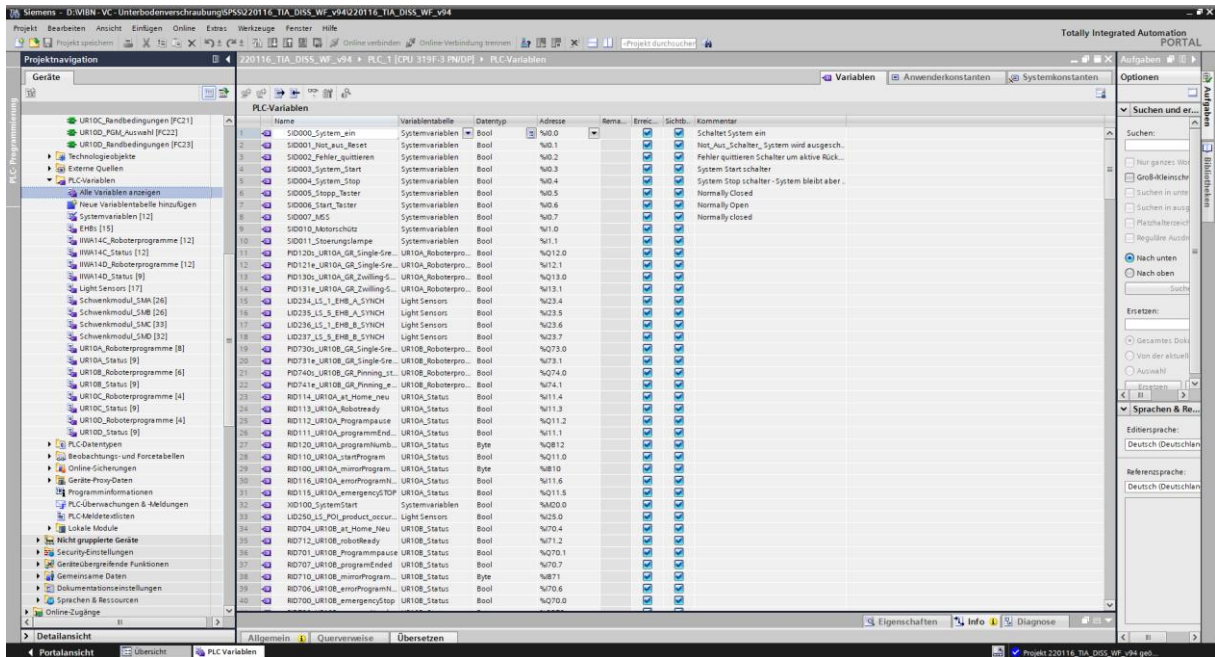 Siemens - D:\VIBN - VC - Unterbodenverschraubung\SPSS\220116_TIA_DISS_WF_v94\220116_TIA_DISS_WF_v94
Projekt Bearbeiten Ansicht Einfügen Online Extras Werkzeuge Fenster Hilfe
Totally Integrated Automation
PORTAL
Projekt speichern Online verbinden Online-Verbindung trennen <Projekt durchsuchen>
Projektnavigation
220116_TIA_DISS_WF_v94 PLC_1 [CPU 319F-3 PN/DP] PLC-Variablen
Aufgaben
Geräte
Variablen Anwenderkonstanten Systemkonstanten
Optionen
PLC-Programmierung
UR10C_Randbedingungen [FC21]
UR10D_PGM_Auswahl [FC22]
UR10D_Randbedingungen [FC23]
Technologieobjekte
Externe Quellen
PLC-Variablen
Alle Variablen anzeigen
Neue Variablentabelle hinzufügen
Systemvariablen [12]
EHBs [15]
IIWA14C_Roboterprogramme [12]
IIWA14C_Status [12]
IIWA14D_Roboterprogramme [12]
IIWA14D_Status [9]
Light Sensors [17]
Schwenkmodul_SMA [26]
Schwenkmodul_SMB [26]
Schwenkmodul_SMC [33]
Schwenkmodul_SMD [32]
UR10A_Roboterprogramme [8]
UR10A_Status [9]
UR10B_Roboterprogramme [6]
UR10B_Status [9]
UR10C_Roboterprogramme [4]
UR10C_Status [9]
UR10D_Roboterprogramme [4]
UR10D_Status [9]
PLC-Datentypen
Beobachtungs- und Forcetabellen
Online-Sicherungen
Geräte-Proxy-Daten
Programminformationen
PLC-Überwachungen & -Meldungen
PLC-Meldetextlisten
Lokale Module
Nicht gruppierte Geräte
Security-Einstellungen
Geräteübergreifende Funktionen
Gemeinsame Daten
Dokumentationseinstellungen
Sprachen & Ressourcen
Online-Zugänge
Detailansicht
PLC-Variablen
Name Variablentabelle Datentyp Adresse Rema... Erreic... Sichtb... Kommentar
1 SID000_System_ein Systemvariablen Bool %I0.0 Schaltet System ein
2 SID001_Not_aus_Reset Systemvariablen Bool %I0.1 Not_Aus_Schalter_ System wird ausgesch..
3 SID002_Fehler_quittieren Systemvariablen Bool %I0.2 Fehler quittieren Schalter um aktive Rück..
4 SID003_System_Start Systemvariablen Bool %I0.3 System Start schalter
5 SID004_System_Stop Systemvariablen Bool %I0.4 System Stop schalter - System bleibt aber..
6 SID005_Stopp_Taster Systemvariablen Bool %I0.5 Normally Closed
7 SID006_Start_Taster Systemvariablen Bool %I0.6 Normally Open
8 SID007_MSS Systemvariablen Bool %I0.7 Normally closed
9 SID010_Motorschütz Systemvariablen Bool %I1.0
10 SID011_Stoerungslampe Systemvariablen Bool %I1.1
11 PID120s_UR10A_GR_Single-Sre... UR10A_Roboterpro... Bool %Q12.0
12 PID121e_UR10A_GR_Single-Sre... UR10A_Roboterpro... Bool %I12.1
13 PID130s_UR10A_GR_Zwilling-S... UR10A_Roboterpro... Bool %Q13.0
14 PID131e_UR10A_GR_Zwilling-S... UR10A_Roboterpro... Bool %I13.1
15 LID234_LS_1_EHB_A_SYNCH Light Sensors Bool %I23.4
16 LID235_LS_5_EHB_A_SYNCH Light Sensors Bool %I23.5
17 LID236_LS_1_EHB_B_SYNCH Light Sensors Bool %I23.6
18 LID237_LS_5_EHB_B_SYNCH Light Sensors Bool %I23.7
19 PID730s_UR10B_GR_Single-Sre... UR10B_Roboterpro... Bool %Q73.0
20 PID731e_UR10B_GR_Single-Sre... UR10B_Roboterpro... Bool %I73.1
21 PID740s_UR10B_GR_Pinning_st... UR10B_Roboterpro... Bool %Q74.0
22 PID741e_UR10B_GR_Pinning_e... UR10B_Roboterpro... Bool %I74.1
23 RID114_UR10A_at_Home_neu UR10A_Status Bool %I11.4
24 RID113_UR10A_Robotready UR10A_Status Bool %I11.3
25 RID112_UR10A_Programpause UR10A_Status Bool %Q11.2
26 RID111_UR10A_programmEnd... UR10A_Status Bool %I11.1
27 RID120_UR10A_programNumb... UR10A_Status Byte %QB12
28 RID110_UR10A_startProgram UR10A_Status Bool %Q11.0
29 RID100_UR10A_mirrorProgram... UR10A_Status Byte %IB10
30 RID116_UR10A_errorProgramN... UR10A_Status Bool %I11.6
31 RID115_UR10A_emergencySTOP UR10A_Status Bool %Q11.5
32 XID100_SystemStart Systemvariablen Bool %M20.0
33 LID250_LS_POI_product_occur... Light Sensors Bool %I25.0
34 RID704_UR10B_at_Home_Neu UR10B_Status Bool %I70.4
35 RID712_UR10B_robotReady UR10B_Status Bool %I71.2
36 RID701_UR10B_Programmpause UR10B_Status Bool %Q70.1
37 RID707_UR10B_programEnded UR10B_Status Bool %I70.7
38 RID710_UR10B_mirrorProgram... UR10B_Status Byte %IB71
39 RID706_UR10B_errorProgramN... UR10B_Status Bool %I70.6
40 RID700_UR10B_emergencyStop UR10B_Status Bool %Q70.0
Suchen und er...
Suchen:
Nur ganzes Wor
Groß-/Kleinschr
Suchen in unte
Suchen in ausg
Platzhalterzeich
Reguläre Ausdr
Nach unten
Nach oben
Such
Ersetzen:
Gesamtes Doku
Von der aktuell
Auswahl
Ersetzen
Sprachen & Re...
Editiersprache:
Deutsch (Deutschlan
Referenzsprache:
Deutsch (Deutschlan
Aufgaben
Bibliotheken
Eigenschaften Info Diagnose
Allgemein Querverweise Übersetzen
Portalansicht Übersicht PLC Variablen
Projekt 220116_TIA_DISS_WF_v94 geö...